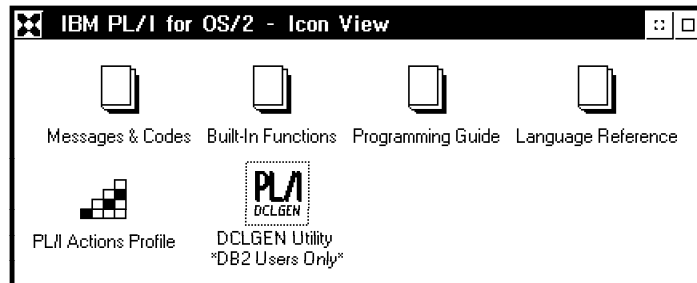 IBM PL/I for OS/2 - Icon View
Messages & Codes Built-In Functions Programming Guide Language Reference
PL/I
DCLGEN
PL/I Actions Profile DCLGEN Utility
*DB2 Users Only*